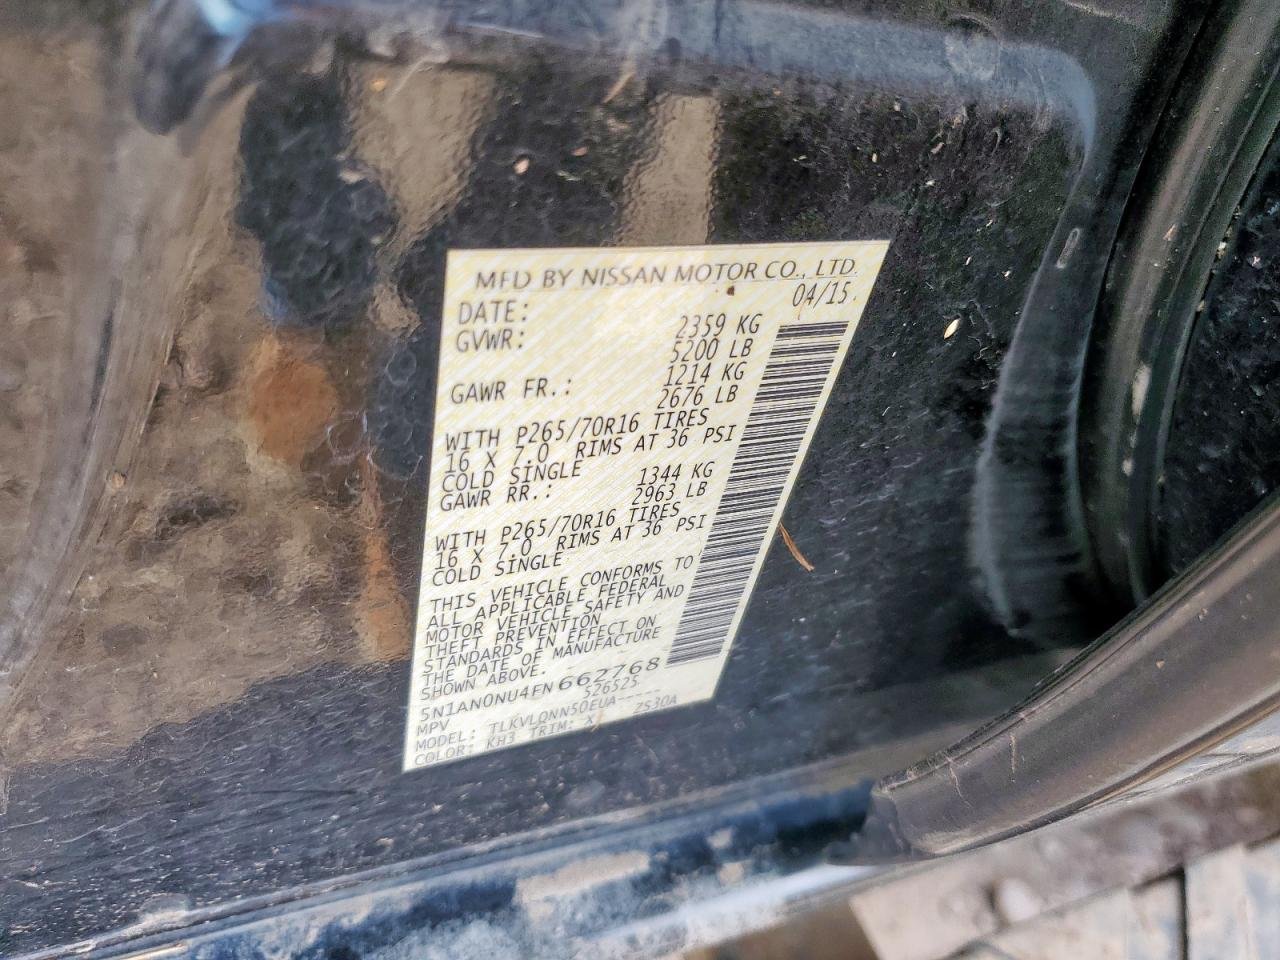 MFD BY NISSAN MOTOR CO., LTD.
DATE: 04/15
GVWR: 2359 KG
5200 LB
GAWR FR.: 1214 KG
2676 LB
WITH P265/70R16 TIRES
16 X 7.0 RIMS AT 36 PSI
COLD SINGLE
GAWR RR.: 1344 KG
2963 LB
WITH P265/70R16 TIRES
16 X 7.0 RIMS AT 36 PSI
COLD SINGLE
THIS VEHICLE CONFORMS TO
ALL APPLICABLE FEDERAL
MOTOR VEHICLE SAFETY AND
THEFT PREVENTION
STANDARDS IN EFFECT ON
THE DATE OF MANUFACTURE
SHOWN ABOVE.
5N1AN0NU4FN662768
MPV 526525
MODEL: TLKVLQNN50EUA-----
COLOR: KH3 TRIM: X ZS30A